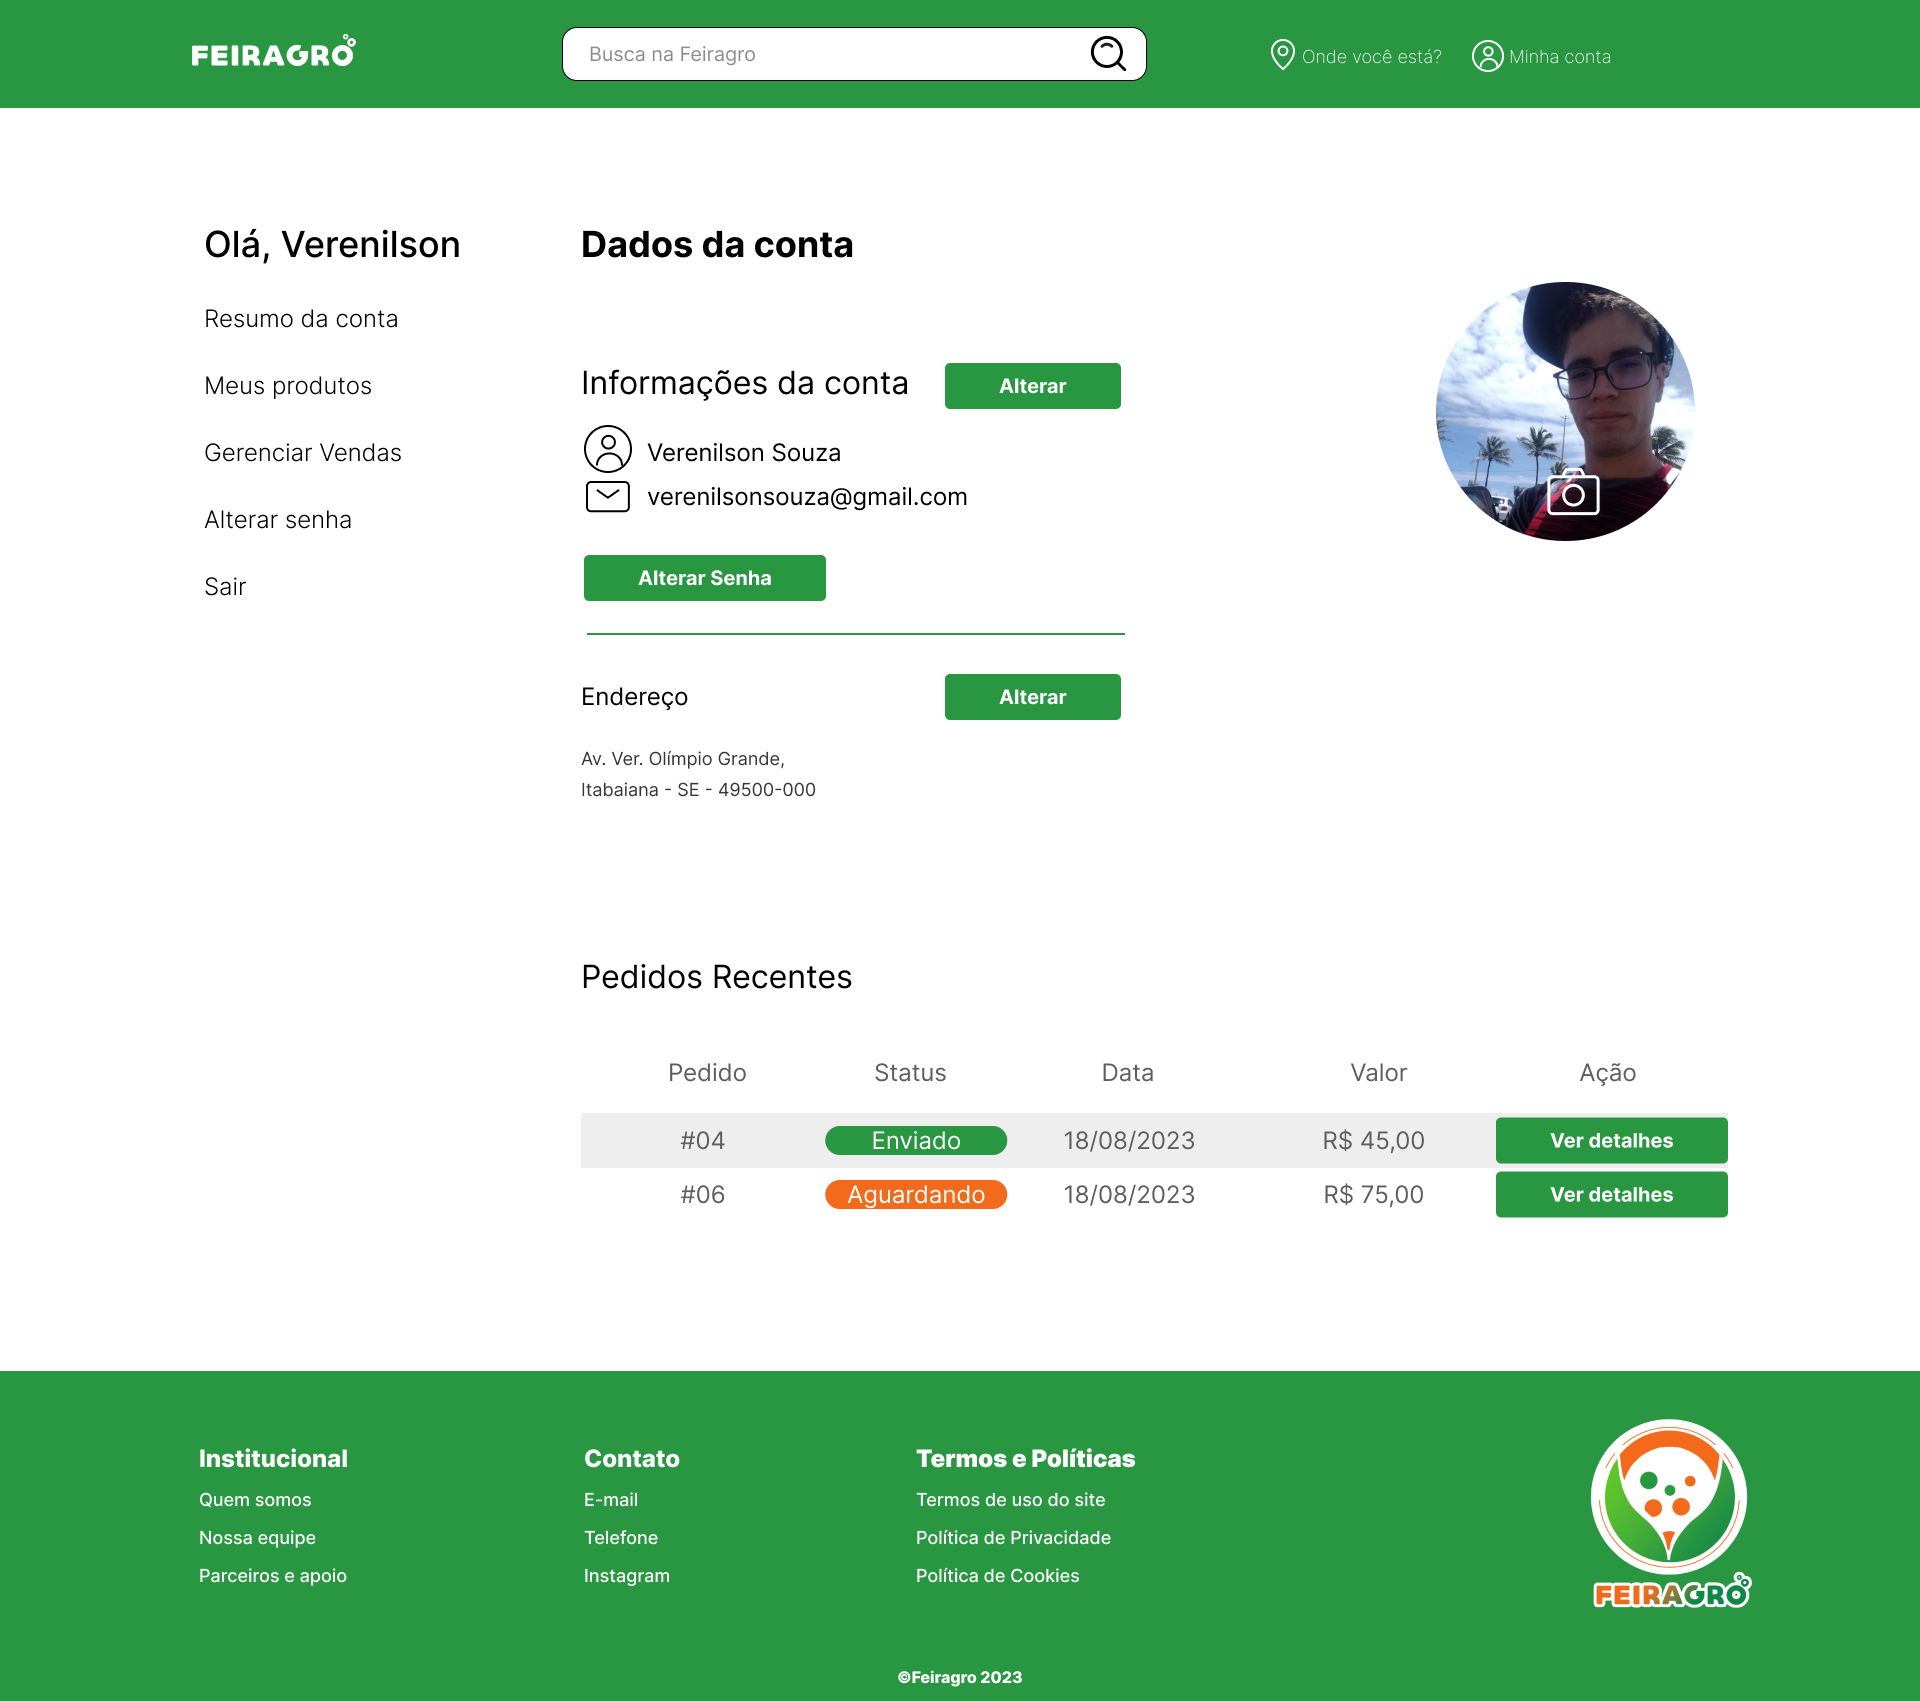 FEIRAGRO
Busca na Feiragro
Onde você está?
Minha conta
Olá, Verenilson
Resumo da conta
Meus produtos
Gerenciar Vendas
Alterar senha
Sair
Dados da conta
Informações da conta
Alterar
Verenilson Souza
verenilsonsouza@gmail.com
Alterar Senha
Endereço
Alterar
Av. Ver. Olímpio Grande,
Itabaiana - SE - 49500-000
Pedidos Recentes
Pedido Status Data Valor Ação
#04 Enviado 18/08/2023 R$ 45,00 Ver detalhes
#06 Aguardando 18/08/2023 R$ 75,00 Ver detalhes
Institucional
Quem somos
Nossa equipe
Parceiros e apoio
Contato
E-mail
Telefone
Instagram
Termos e Políticas
Termos de uso do site
Política de Privacidade
Política de Cookies
FEIRAGRO
©Feiragro 2023